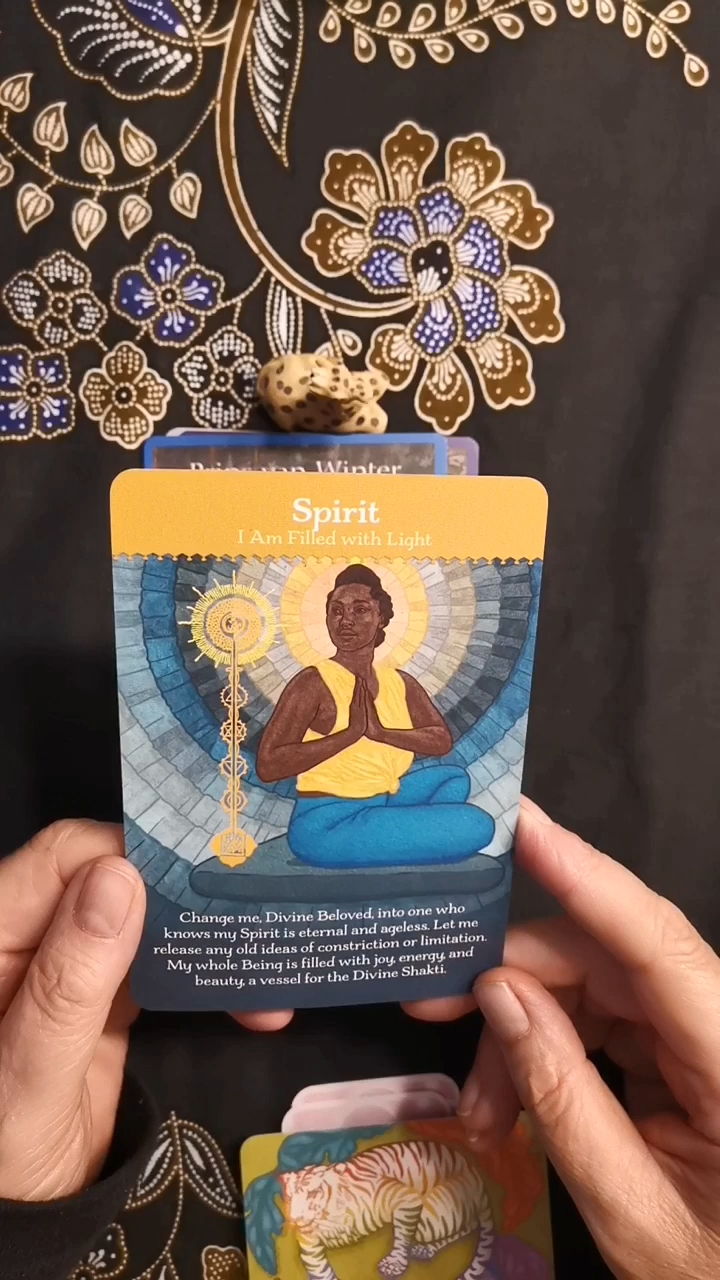 Winter
Spirit
I Am Filled with Light
Change me, Divine Beloved, into one who
knows my Spirit is eternal and ageless. Let me
release any old ideas of constriction or limitation.
My whole Being is filled with joy, energy, and
beauty, a vessel for the Divine Shakti.